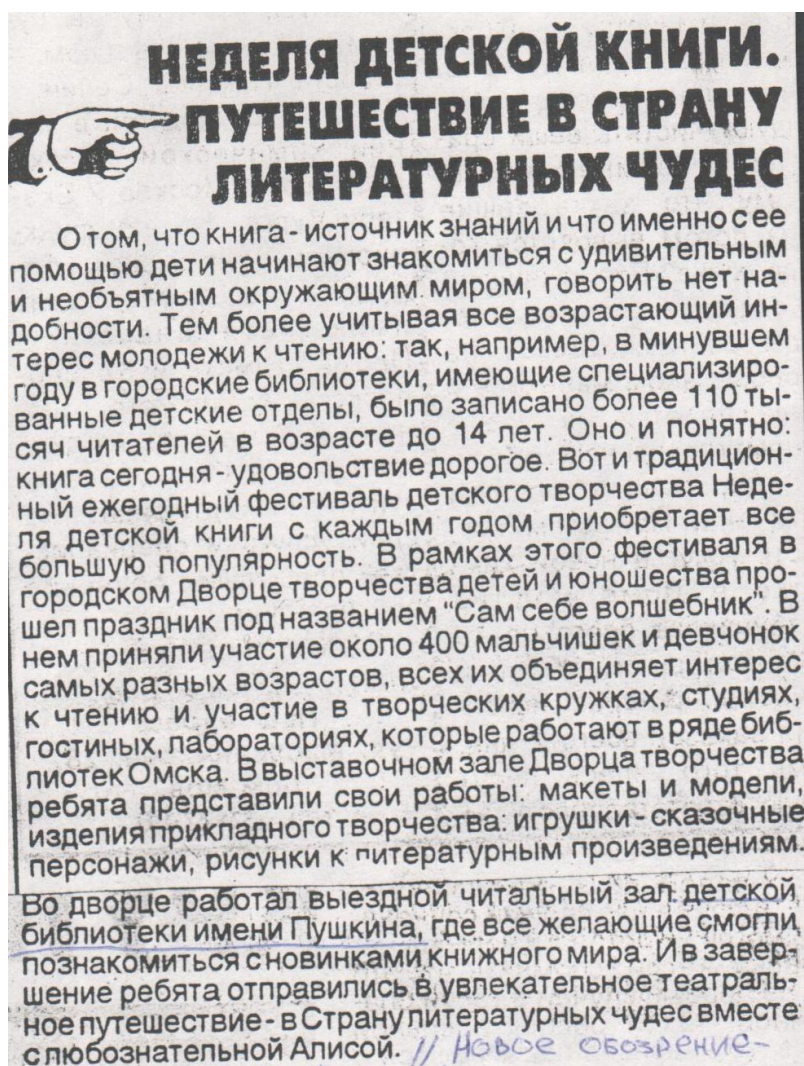 НЕДЕЛЯ ДЕТСКОЙ КНИГИ.
ПУТЕШЕСТВИЕ В СТРАНУ
ЛИТЕРАТУРНЫХ ЧУДЕС
О том, что книга - источник знаний и что именно с ее
помощью дети начинают знакомиться с удивительным
и необъятным окружающим миром, говорить нет на-
добности. Тем более учитывая все возрастающий ин-
терес молодежи к чтению: так, например, в минувшем
году в городские библиотеки, имеющие специализиро-
ванные детские отделы, было записано более 110 ты-
сяч читателей в возрасте до 14 лет. Оно и понятно:
книга сегодня - удовольствие дорогое. Вот и традицион-
ный ежегодный фестиваль детского творчества Неде-
ля детской книги с каждым годом приобретает все
большую популярность. В рамках этого фестиваля в
городском Дворце творчества детей и юношества про-
шел праздник под названием "Сам себе волшебник". В
нем приняли участие около 400 мальчишек и девчонок
самых разных возрастов, всех их объединяет интерес
к чтению и участие в творческих кружках, студиях,
гостиных, лабораториях, которые работают в ряде биб-
лиотек Омска. В выставочном зале Дворца творчества
ребята представили свои работы: макеты и модели,
изделия прикладного творчества: игрушки - сказочные
персонажи, рисунки к литературным произведениям.
Во дворце работал выездной читальный зал детской
библиотеки имени Пушкина, где все желающие смогли
познакомиться с новинками книжного мира. И в завер-
шение ребята отправились в увлекательное театраль-
ное путешествие - в Страну литературных чудес вместе
с любознательной Алисой. // Новое обозрение-